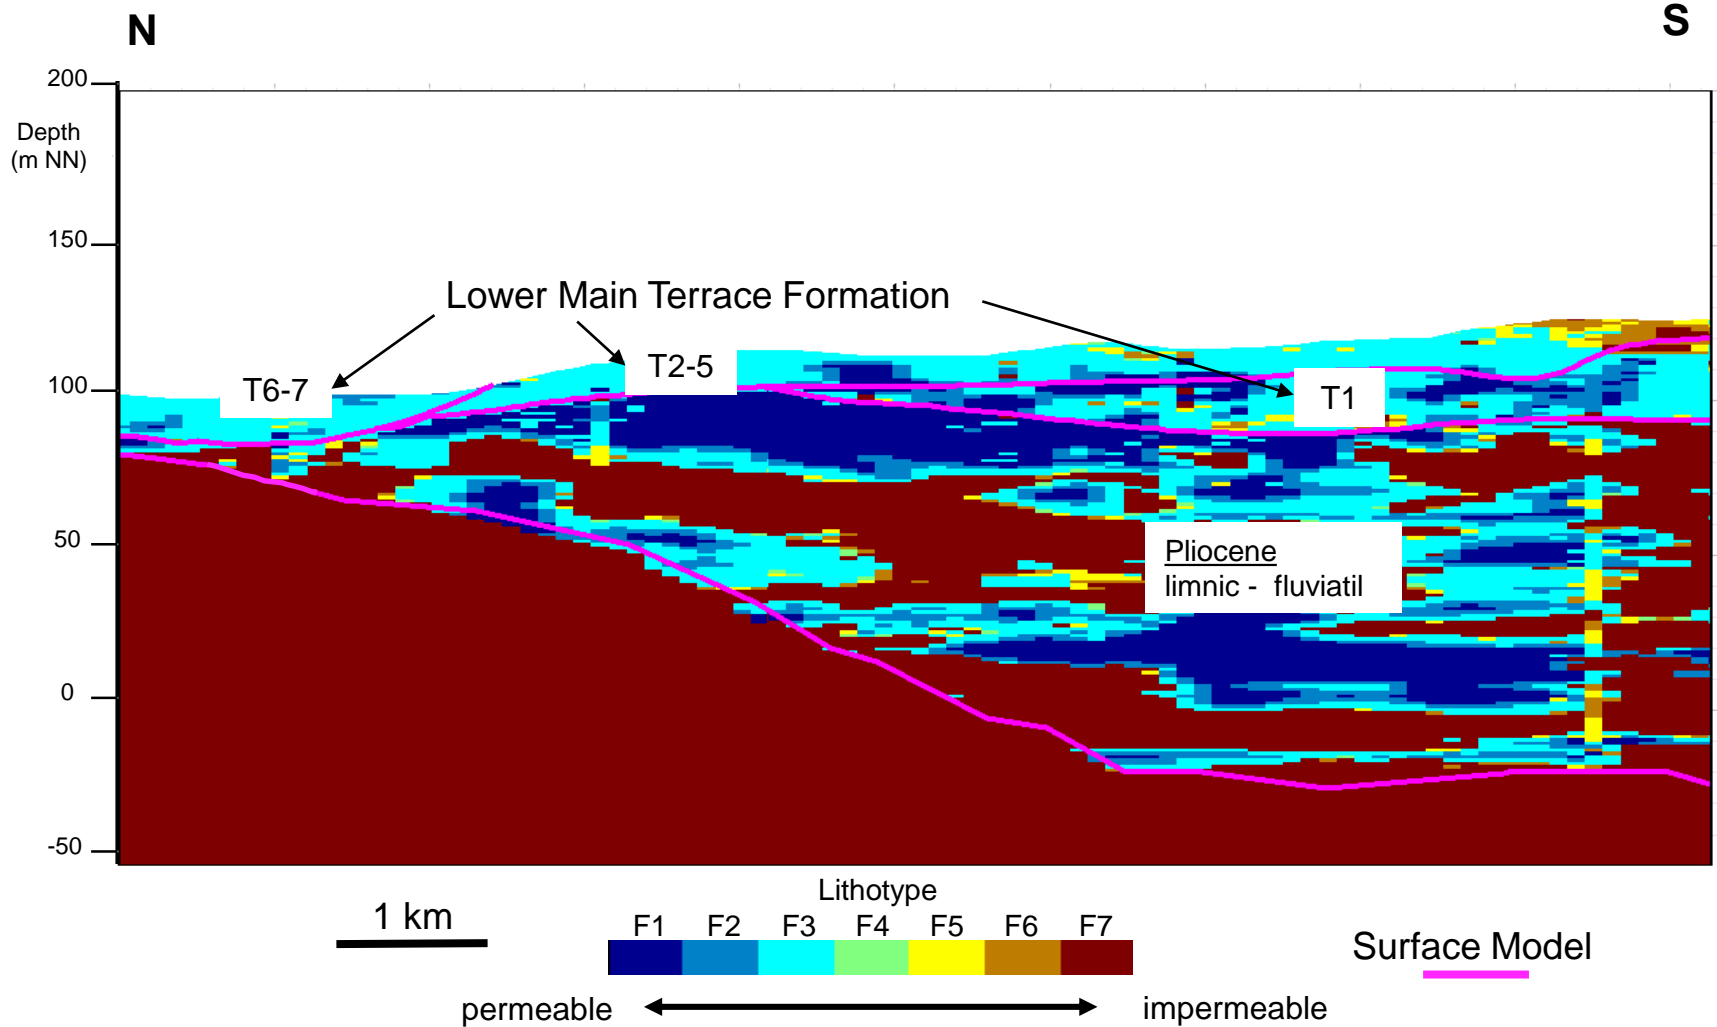 N
S
200
Depth
(m NN)
150
Lower Main Terrace Formation
T2-5
T6-7
100
T1
50
Pliocene
limnic - fluviatil
0
-50
Lithotype
1 km
F1 F2 F3 F4 F5 F6 F7
Surface Model
permeable
impermeable